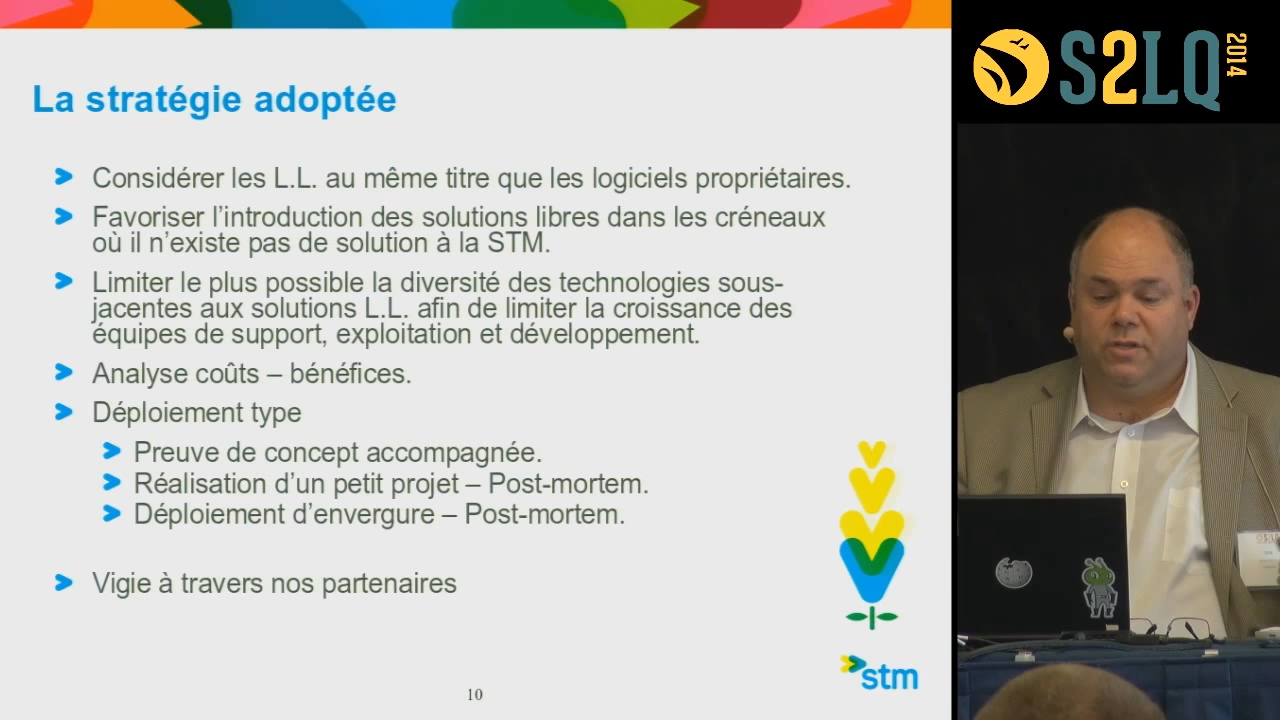 La stratégie adoptée
Considérer les L.L. au même titre que les logiciels propriétaires.
Favoriser l’introduction des solutions libres dans les créneaux
où il n’existe pas de solution à la STM.
Limiter le plus possible la diversité des technologies sous-
jacentes aux solutions L.L. afin de limiter la croissance des
équipes de support, exploitation et développement.
Analyse coûts – bénéfices.
Déploiement type
Preuve de concept accompagnée.
Réalisation d’un petit projet – Post-mortem.
Déploiement d’envergure – Post-mortem.
Vigie à travers nos partenaires
stm
10
S2LQ
2014